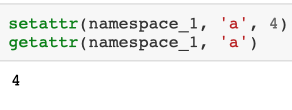 setattr(namespace_1, 'a', 4)
getattr(namespace_1, 'a')
4